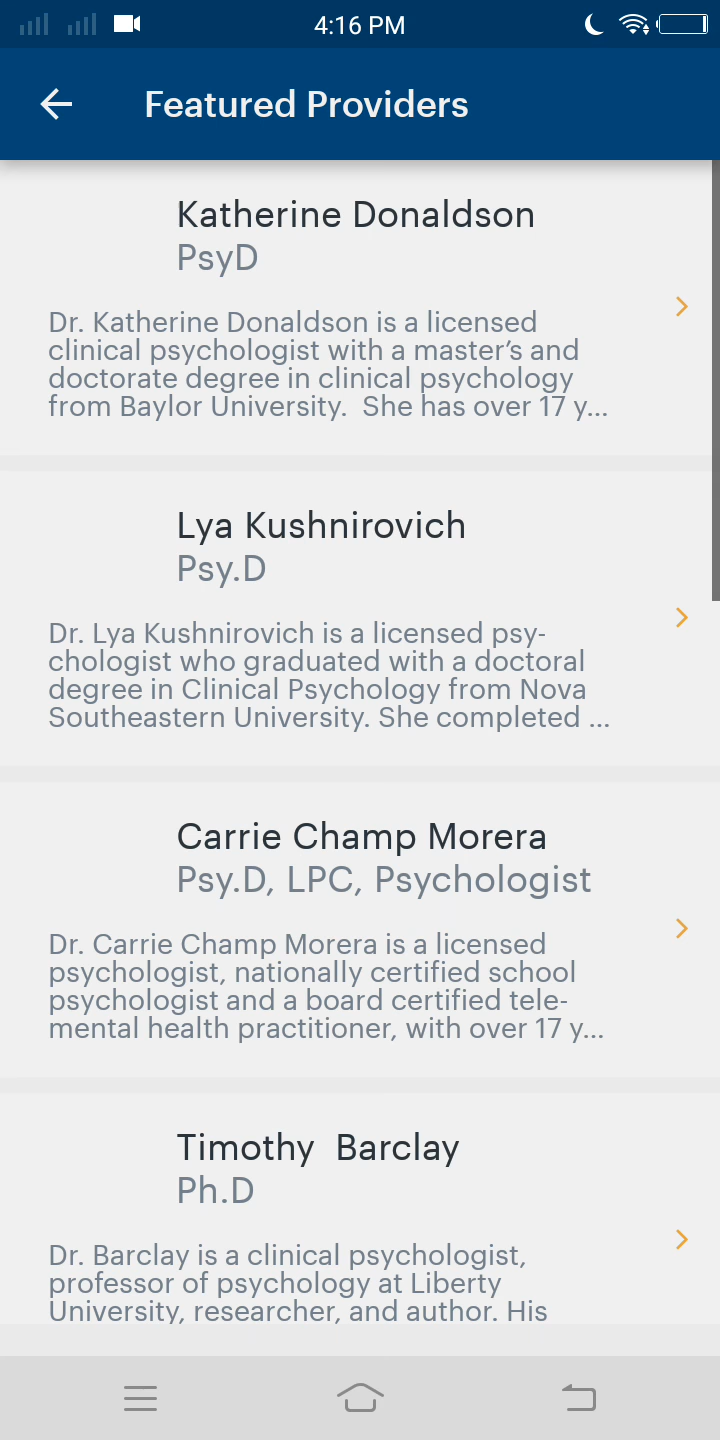 4:16 PM
Featured Providers
Katherine Donaldson
PsyD
Dr. Katherine Donaldson is a licensed
clinical psychologist with a master’s and
doctorate degree in clinical psychology
from Baylor University.  She has over 17 y...
Lya Kushnirovich
Psy.D
Dr. Lya Kushnirovich is a licensed psy-
chologist who graduated with a doctoral
degree in Clinical Psychology from Nova
Southeastern University. She completed ...
Carrie Champ Morera
Psy.D, LPC, Psychologist
Dr. Carrie Champ Morera is a licensed
psychologist, nationally certified school
psychologist and a board certified tele-
mental health practitioner, with over 17 y...
Timothy  Barclay
Ph.D
Dr. Barclay is a clinical psychologist,
professor of psychology at Liberty
University, researcher, and author. His